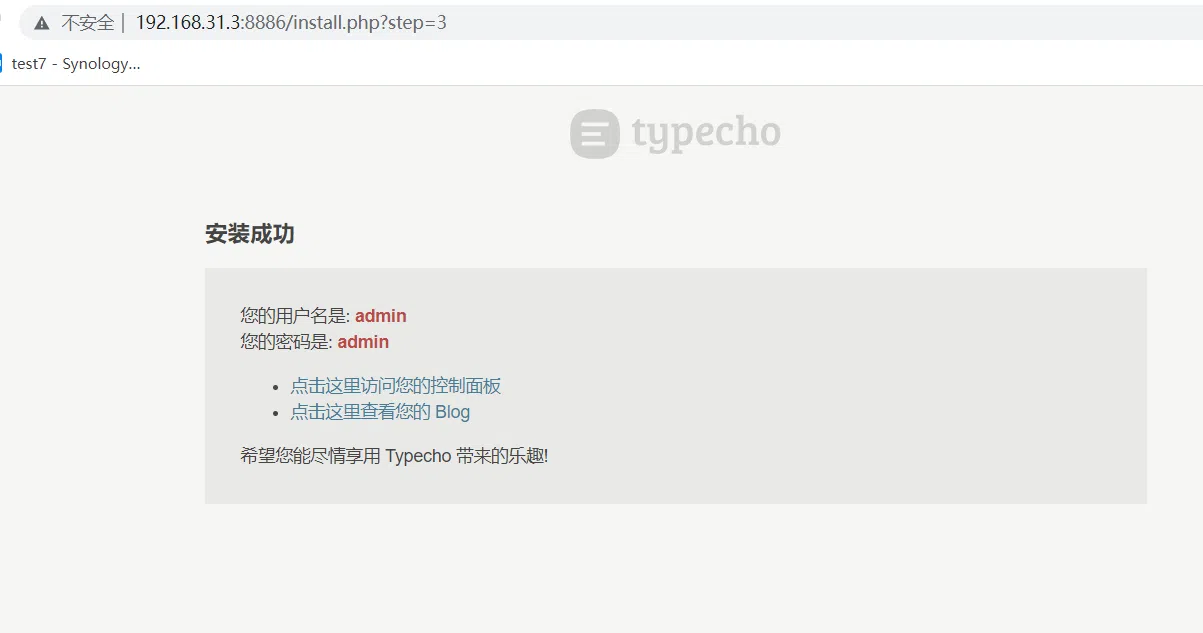 不安全 | 192.168.31.3:8886/install.php?step=3
test7 - Synology...
typecho
安装成功
您的用户名是: admin
您的密码是: admin
点击这里访问您的控制面板
点击这里查看您的 Blog
希望您能尽情享用 Typecho 带来的乐趣!